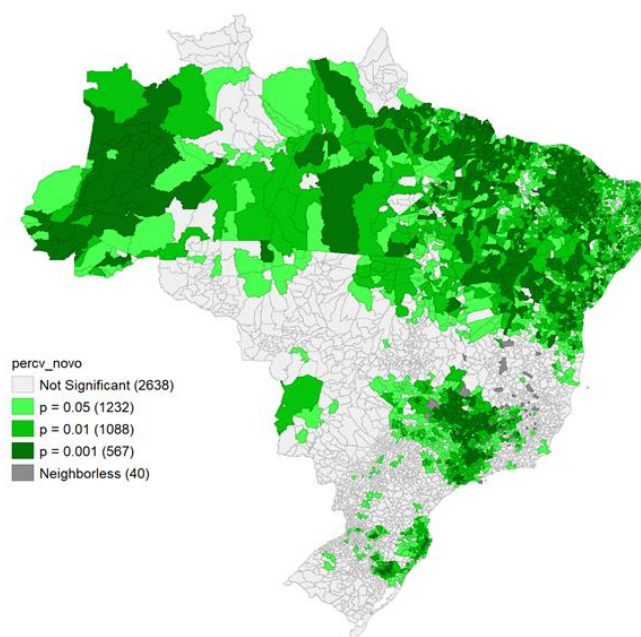 percv_novo
Not Significant (2638)
p = 0.05 (1232)
p = 0.01 (1088)
p = 0.001 (567)
Neighborless (40)